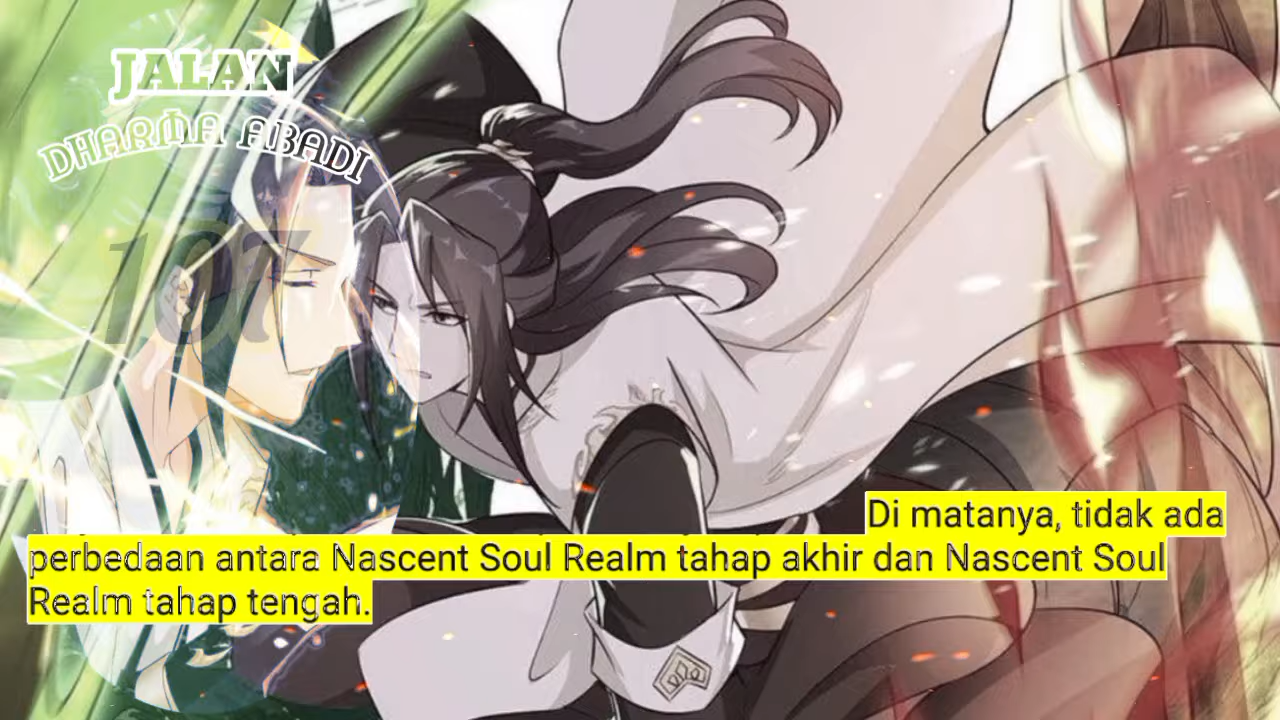 JALAN
DHARMA ABADI
107
Di matanya, tidak ada
perbedaan antara Nascent Soul Realm tahap akhir dan Nascent Soul
Realm tahap tengah.